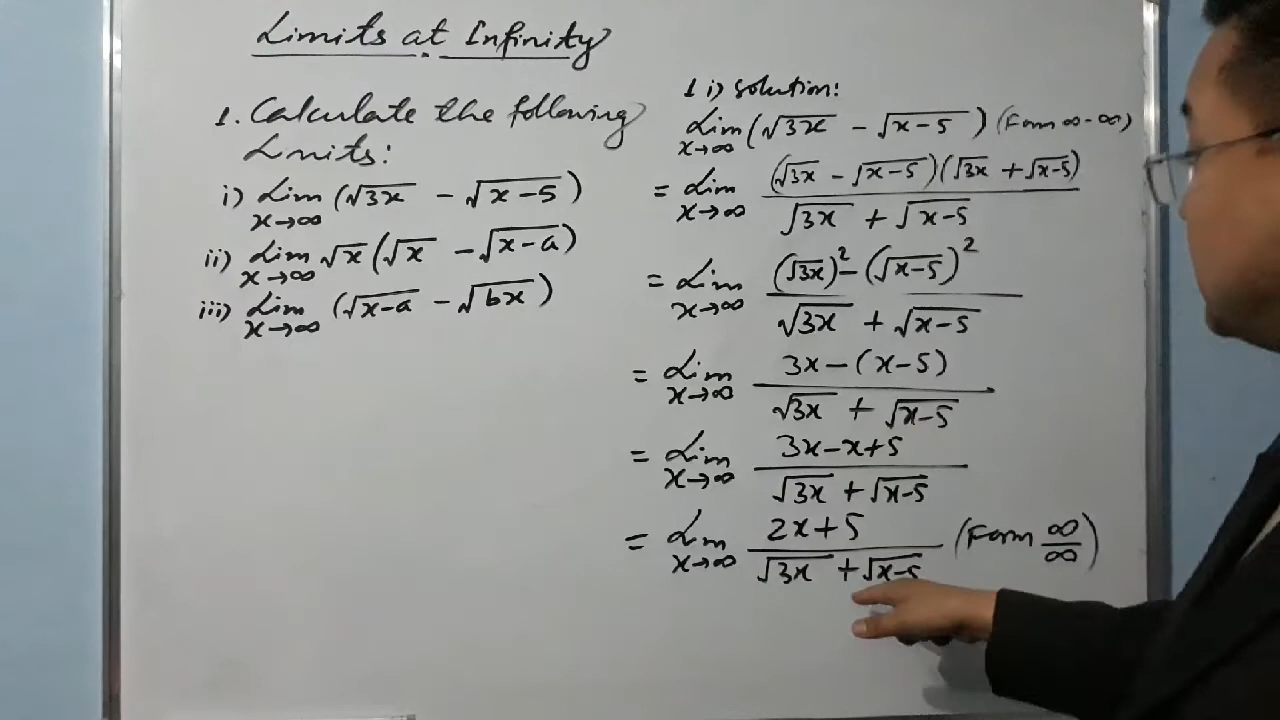 Limits at Infinity
1. Calculate the following
Limits:
i) Lim x→∞ (√3x − √x−5)
ii) Lim x→∞ √x (√x − √x−a)
iii) Lim x→∞ (√x−a − √bx)
1 i) Solution:
Lim x→∞ (√3x − √x−5) (Form ∞−∞)
= Lim x→∞ (√3x − √x−5)(√3x + √x−5)
√3x + √x−5
= Lim x→∞ (√3x)² − (√x−5)²
√3x + √x−5
= Lim x→∞ 3x − (x−5)
√3x + √x−5
= Lim x→∞ 3x−x+5
√3x + √x−5
= Lim x→∞ 2x+5 (Form ∞/∞)
√3x + √x−5